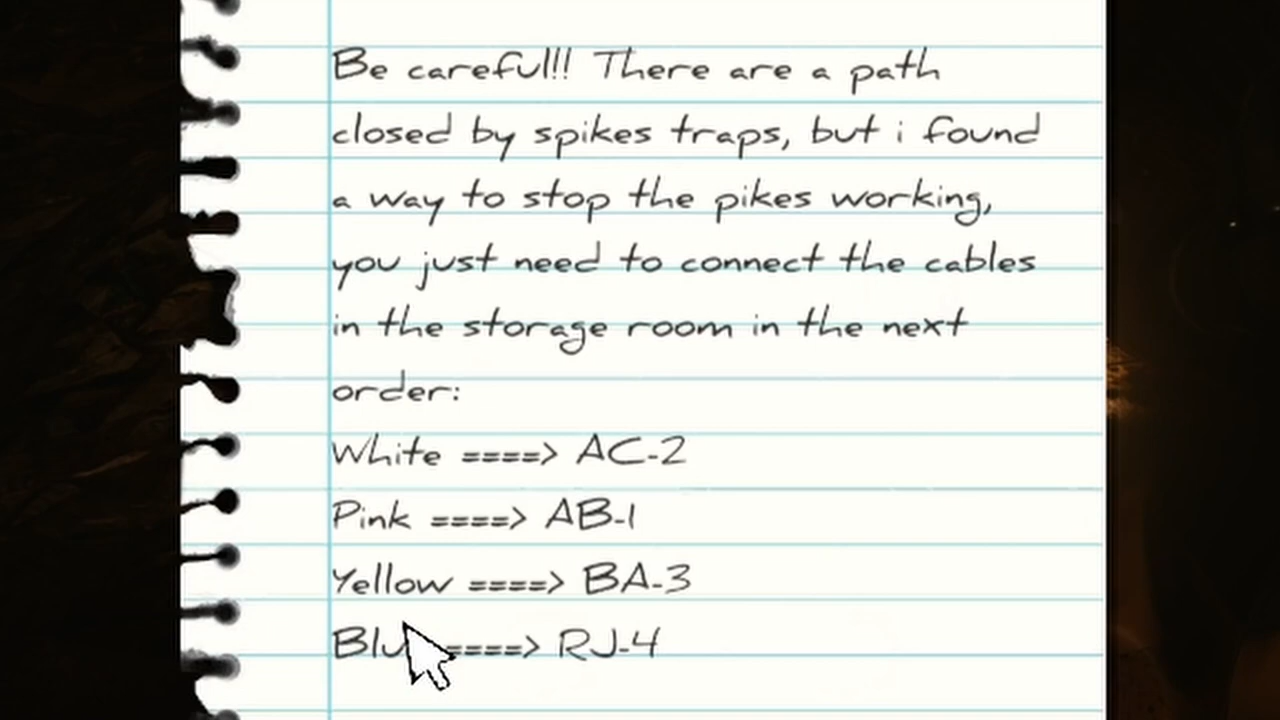 Be careful!!! There are a path
closed by spikes traps, but i found
a way to stop the pikes working,
you just need to connect the cables
in the storage room in the next
order:
White ====> AC-2
Pink ====> AB-1
Yellow ====> BA-3
====> RJ-4